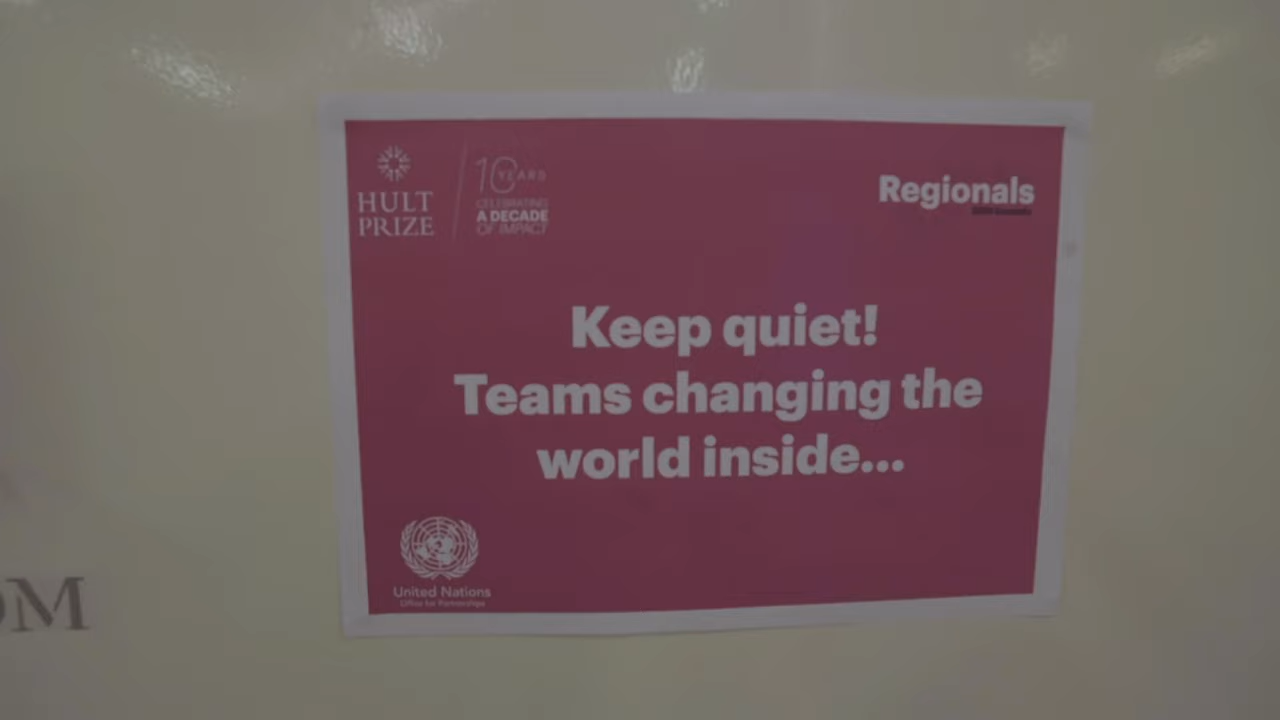 HULT
PRIZE
10 YEARS
CELEBRATING
A DECADE
OF IMPACT
Regionals
Keep quiet!
Teams changing the
world inside...
United Nations
Office for Partnerships
OM